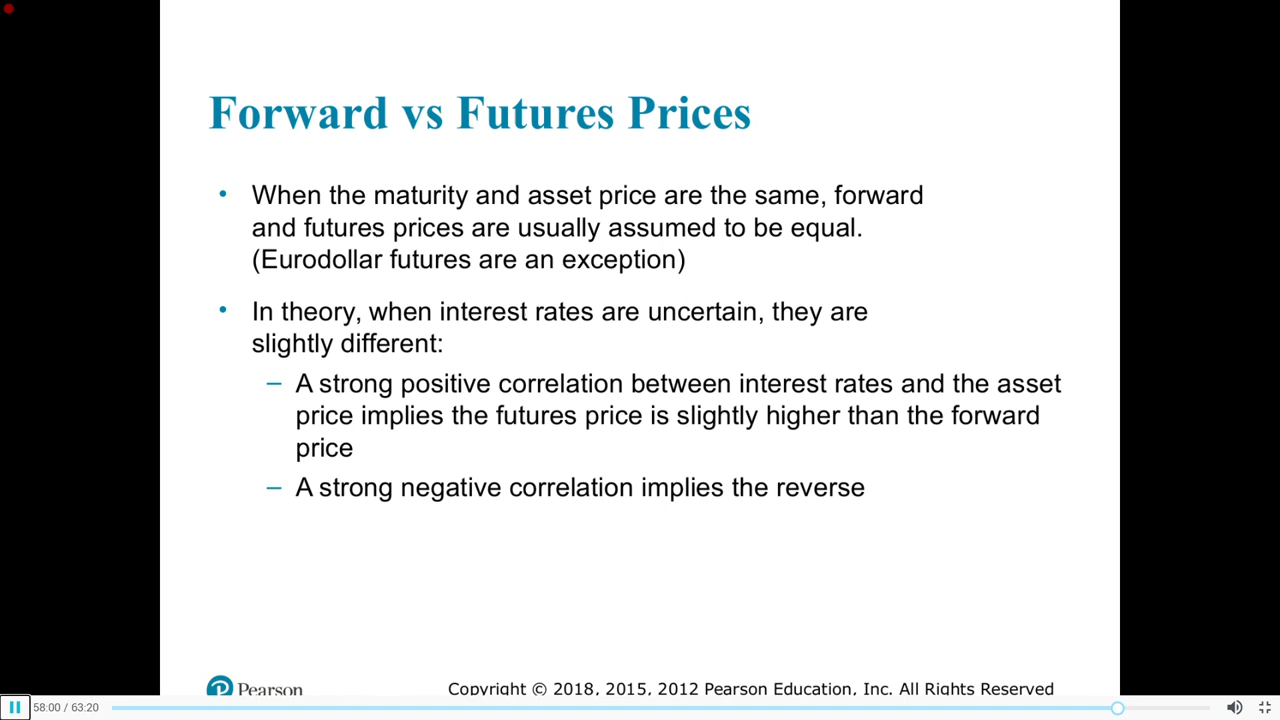 Forward vs Futures Prices
• When the maturity and asset price are the same, forward
and futures prices are usually assumed to be equal.
(Eurodollar futures are an exception)
• In theory, when interest rates are uncertain, they are
slightly different:
– A strong positive correlation between interest rates and the asset
price implies the futures price is slightly higher than the forward
price
– A strong negative correlation implies the reverse
Pearson
Copyright © 2018, 2015, 2012 Pearson Education, Inc. All Rights Reserved
58:00 / 63:20